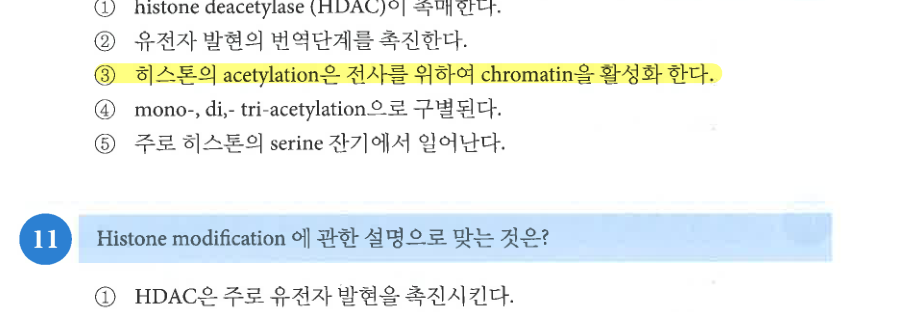 ① histone deacetylase (HDAC)이 촉매한다.
② 유전자 발현의 번역단계를 촉진한다.
③ 히스톤의 acetylation은 전사를 위하여 chromatin을 활성화 한다.
④ mono-, di,- tri-acetylation으로 구별된다.
⑤ 주로 히스톤의 serine 잔기에서 일어난다.
11 Histone modification 에 관한 설명으로 맞는 것은?
① HDAC은 주로 유전자 발현을 촉진시킨다.